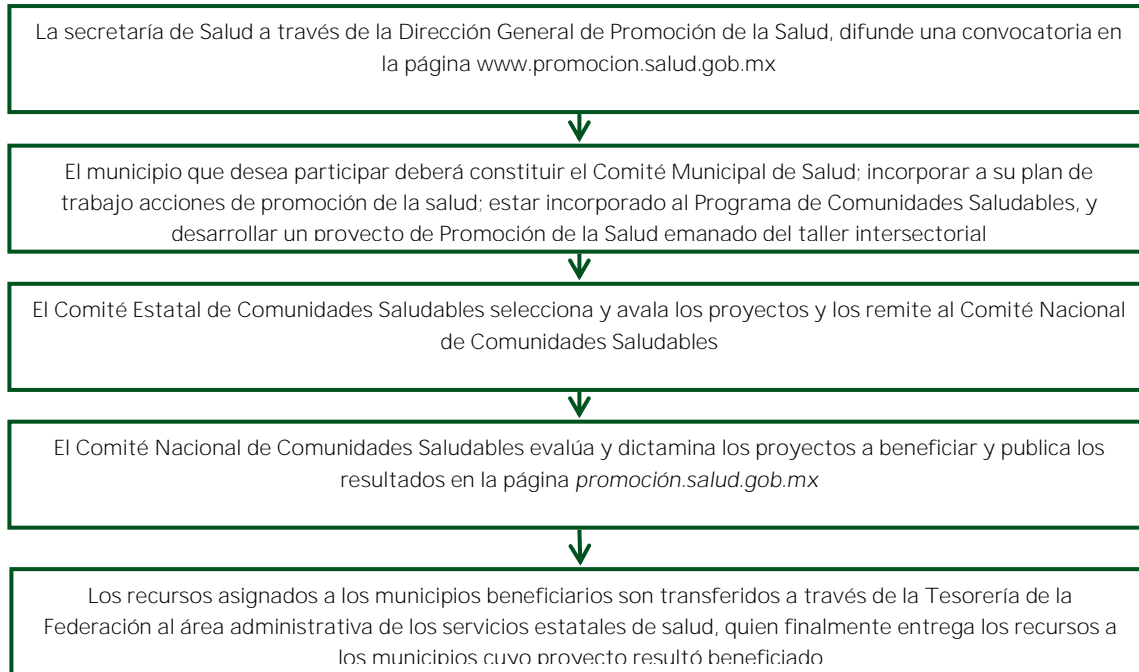 La secretaría de Salud a través de la Dirección General de Promoción de la Salud, difunde una convocatoria en
la página www.promocion.salud.gob.mx
El municipio que desea participar deberá constituir el Comité Municipal de Salud; incorporar a su plan de
trabajo acciones de promoción de la salud; estar incorporado al Programa de Comunidades Saludables, y
desarrollar un proyecto de Promoción de la Salud emanado del taller intersectorial
El Comité Estatal de Comunidades Saludables selecciona y avala los proyectos y los remite al Comité Nacional
de Comunidades Saludables
El Comité Nacional de Comunidades Saludables evalúa y dictamina los proyectos a beneficiar y publica los
resultados en la página promoción.salud.gob.mx
Los recursos asignados a los municipios beneficiarios son transferidos a través de la Tesorería de la
Federación al área administrativa de los servicios estatales de salud, quien finalmente entrega los recursos a
los municipios cuyo proyecto resultó beneficiado